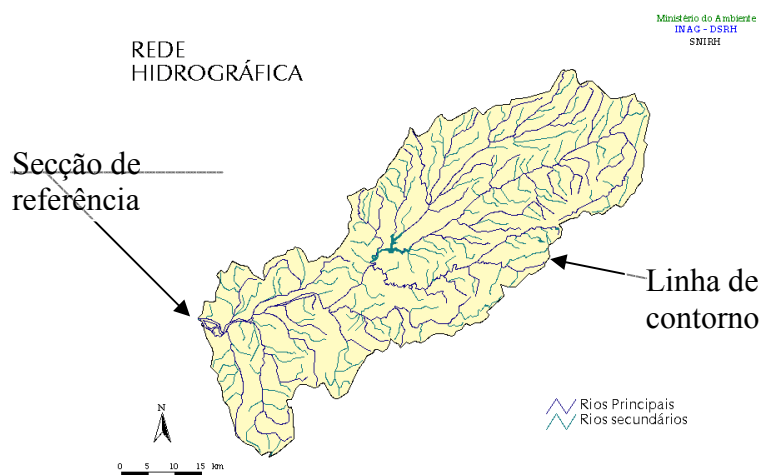 Ministério do Ambiente
INAG - DSRH
SNIRH
REDE
HIDROGRÁFICA
Secção de
referência
Linha de
contorno
Rios Principais
Rios secundários
N
0 5 10 15 km